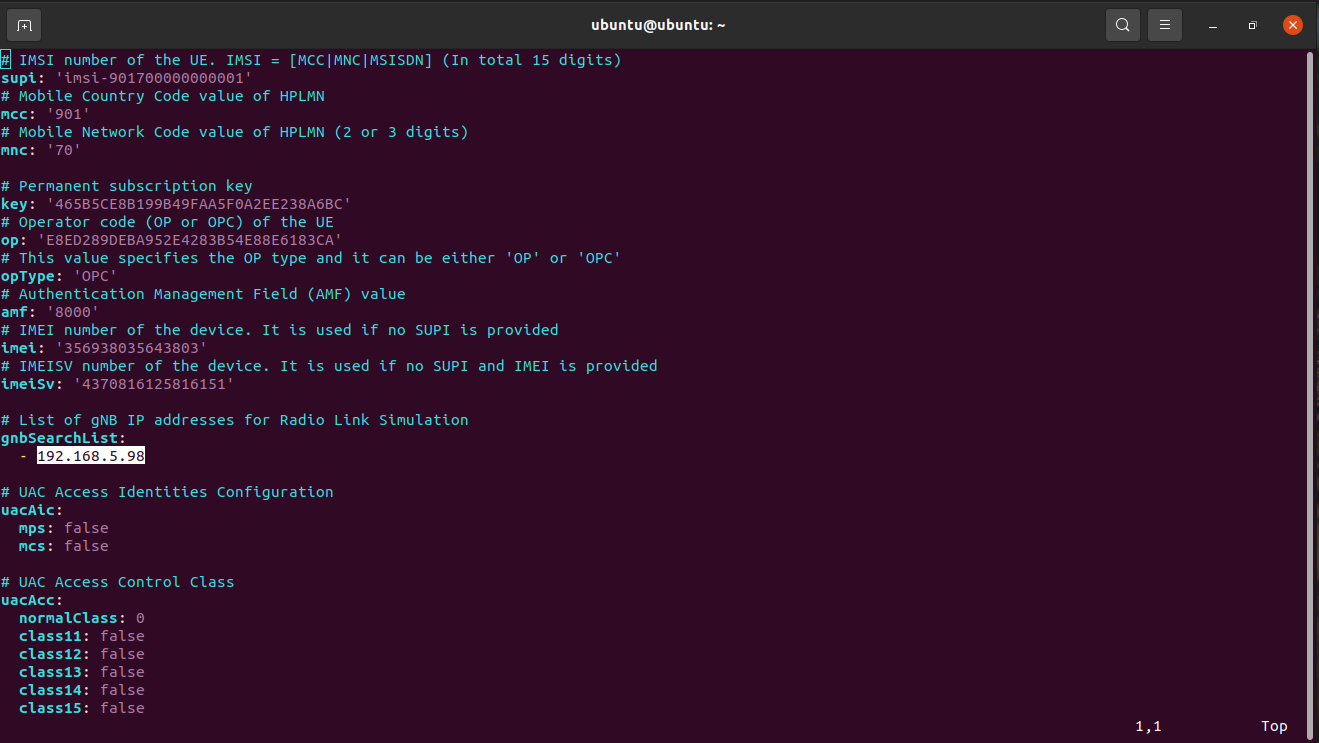 ubuntu@ubuntu: ~
# IMSI number of the UE. IMSI = [MCC|MNC|MSISDN] (In total 15 digits)
supi: 'imsi-901700000000001'
# Mobile Country Code value of HPLMN
mcc: '901'
# Mobile Network Code value of HPLMN (2 or 3 digits)
mnc: '70'
# Permanent subscription key
key: '465B5CE8B199B49FAA5F0A2EE238A6BC'
# Operator code (OP or OPC) of the UE
op: 'E8ED289DEBA952E4283B54E88E6183CA'
# This value specifies the OP type and it can be either 'OP' or 'OPC'
opType: 'OPC'
# Authentication Management Field (AMF) value
amf: '8000'
# IMEI number of the device. It is used if no SUPI is provided
imei: '356938035643803'
# IMEISV number of the device. It is used if no SUPI and IMEI is provided
imeiSv: '4370816125816151'
# List of gNB IP addresses for Radio Link Simulation
gnbSearchList:
  - 192.168.5.98
# UAC Access Identities Configuration
uacAic:
  mps: false
  mcs: false
# UAC Access Control Class
uacAcc:
  normalClass: 0
  class11: false
  class12: false
  class13: false
  class14: false
  class15: false
1,1 Top